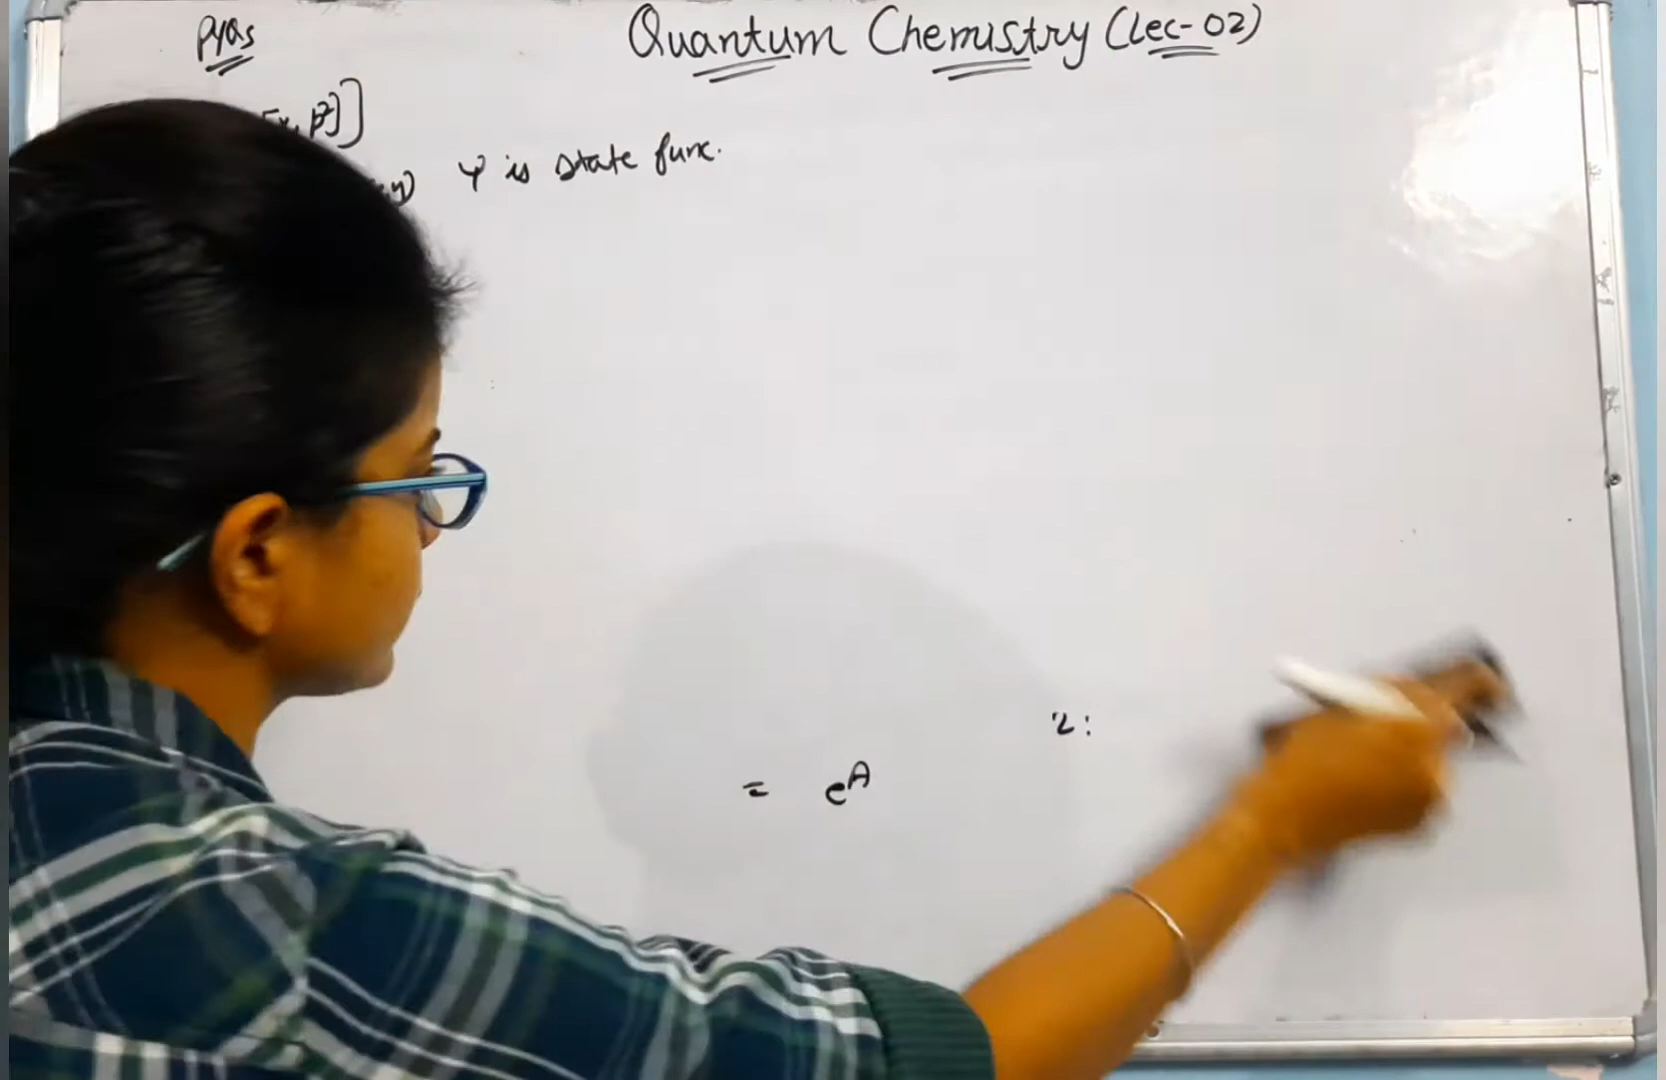 PYQs
Quantum Chemistry (Lec-02)
p²]]
ψ is state func.
2:
= e^A